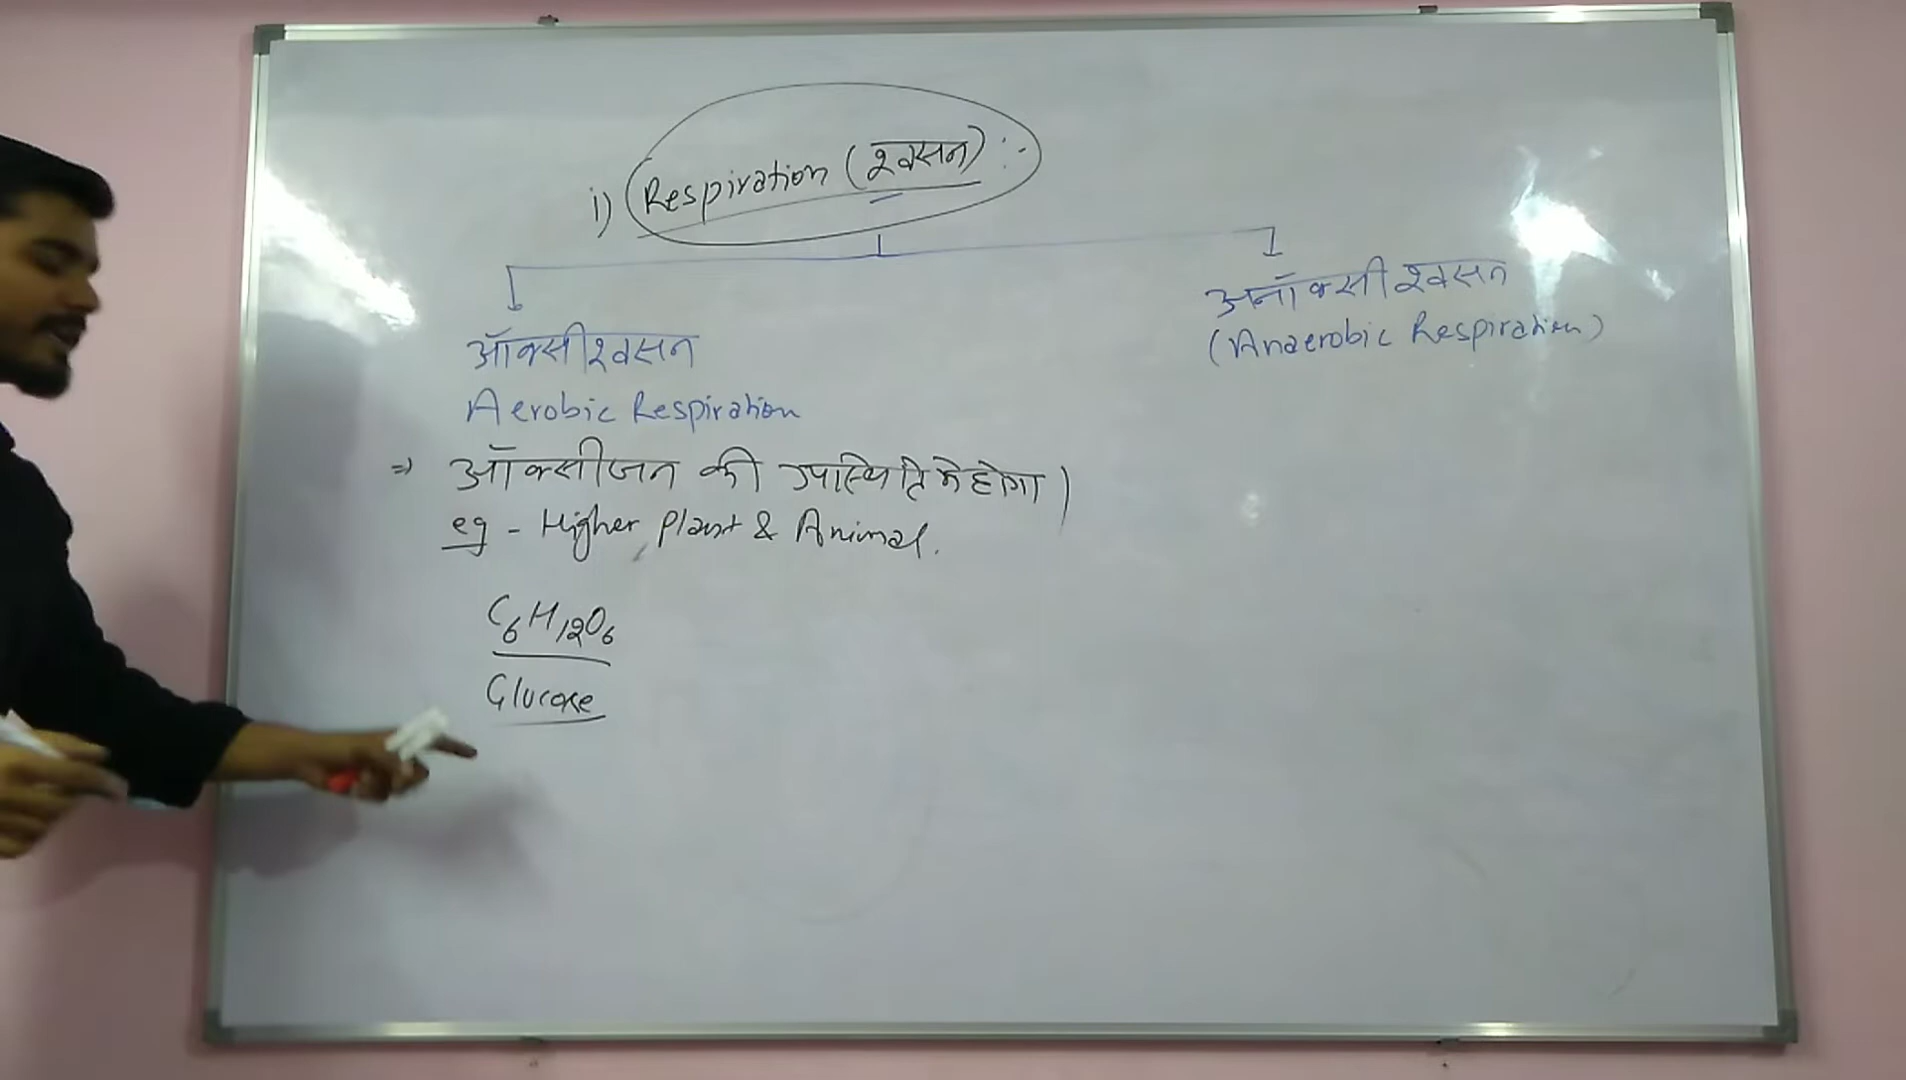 i) Respiration (श्वसन) :-
ऑक्सीश्वसन
Aerobic Respiration
अनॉक्सीश्वसन
(Anaerobic Respiration)
⇒ ऑक्सीजन की उपस्थिति मे होगा।
eg - Higher Plant & Animal.
C₆H₁₂O₆
Glucose